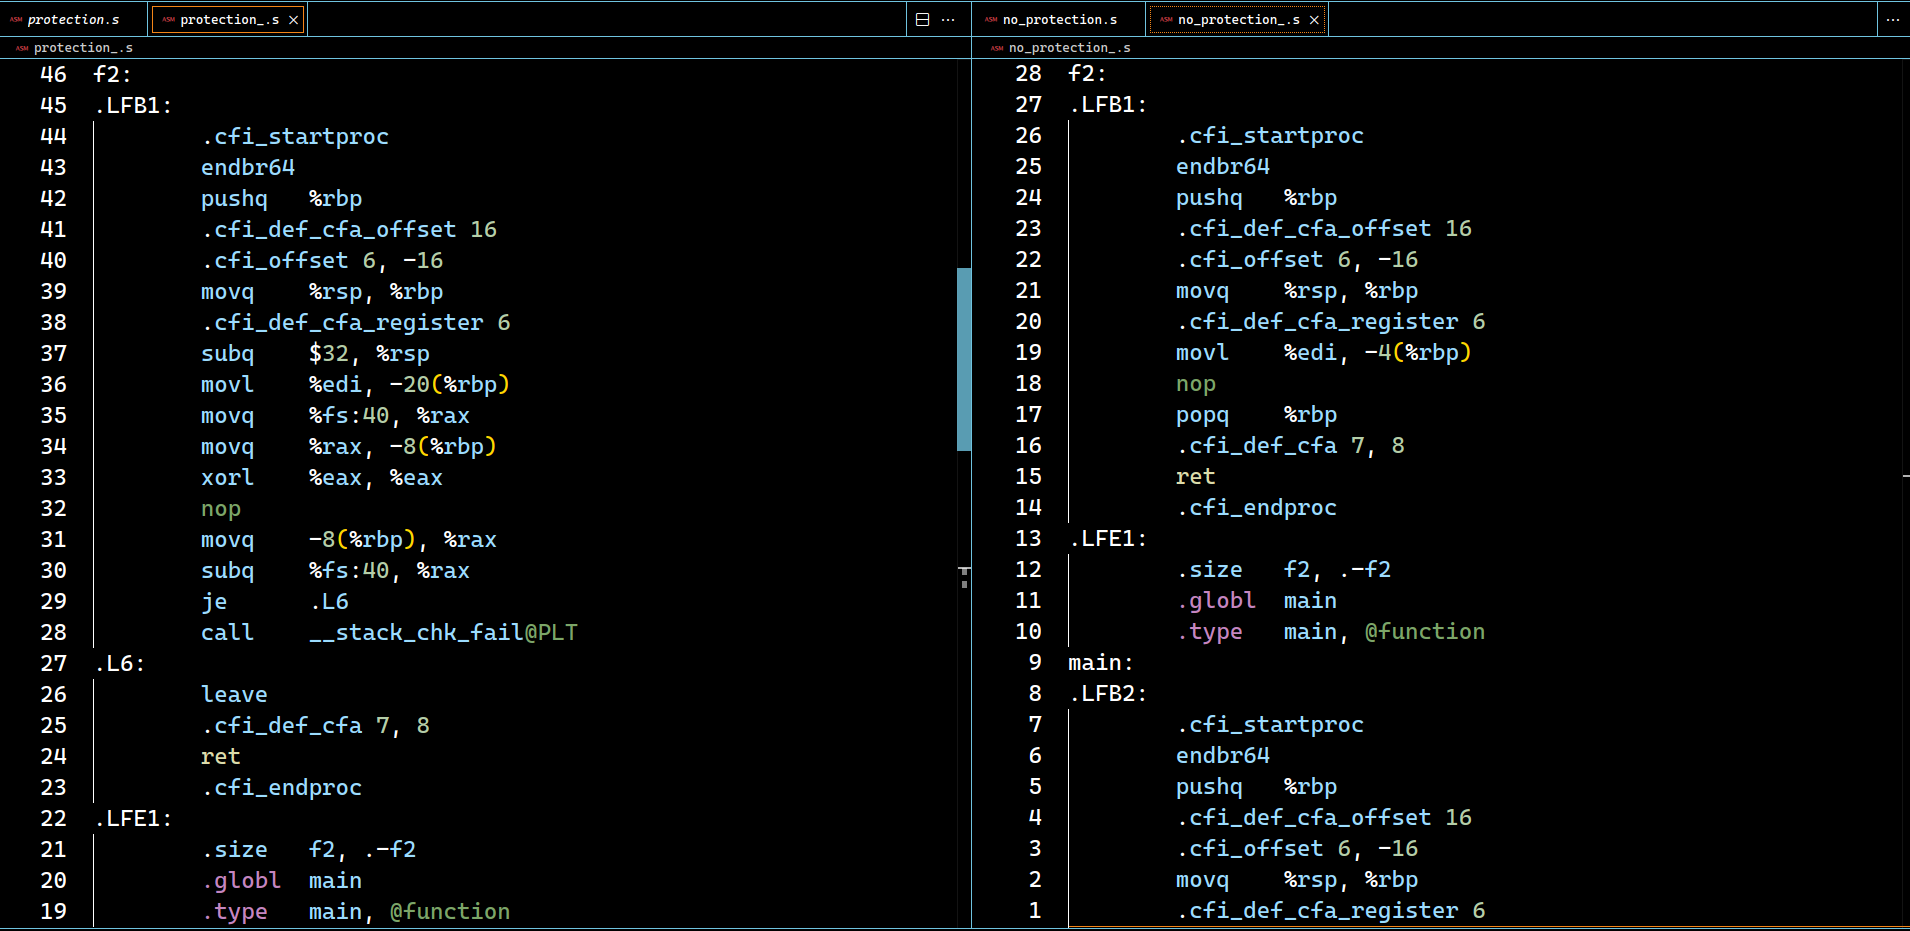 ASM protection.s ASM protection_.s × ···
ASM protection_.s
46 f2:
45 .LFB1:
44 .cfi_startproc
43 endbr64
42 pushq %rbp
41 .cfi_def_cfa_offset 16
40 .cfi_offset 6, -16
39 movq %rsp, %rbp
38 .cfi_def_cfa_register 6
37 subq $32, %rsp
36 movl %edi, -20(%rbp)
35 movq %fs:40, %rax
34 movq %rax, -8(%rbp)
33 xorl %eax, %eax
32 nop
31 movq -8(%rbp), %rax
30 subq %fs:40, %rax
29 je .L6
28 call __stack_chk_fail@PLT
27 .L6:
26 leave
25 .cfi_def_cfa 7, 8
24 ret
23 .cfi_endproc
22 .LFE1:
21 .size f2, .-f2
20 .globl main
19 .type main, @function
ASM no_protection.s ASM no_protection_.s × ···
ASM no_protection_.s
28 f2:
27 .LFB1:
26 .cfi_startproc
25 endbr64
24 pushq %rbp
23 .cfi_def_cfa_offset 16
22 .cfi_offset 6, -16
21 movq %rsp, %rbp
20 .cfi_def_cfa_register 6
19 movl %edi, -4(%rbp)
18 nop
17 popq %rbp
16 .cfi_def_cfa 7, 8
15 ret
14 .cfi_endproc
13 .LFE1:
12 .size f2, .-f2
11 .globl main
10 .type main, @function
9 main:
8 .LFB2:
7 .cfi_startproc
6 endbr64
5 pushq %rbp
4 .cfi_def_cfa_offset 16
3 .cfi_offset 6, -16
2 movq %rsp, %rbp
1 .cfi_def_cfa_register 6